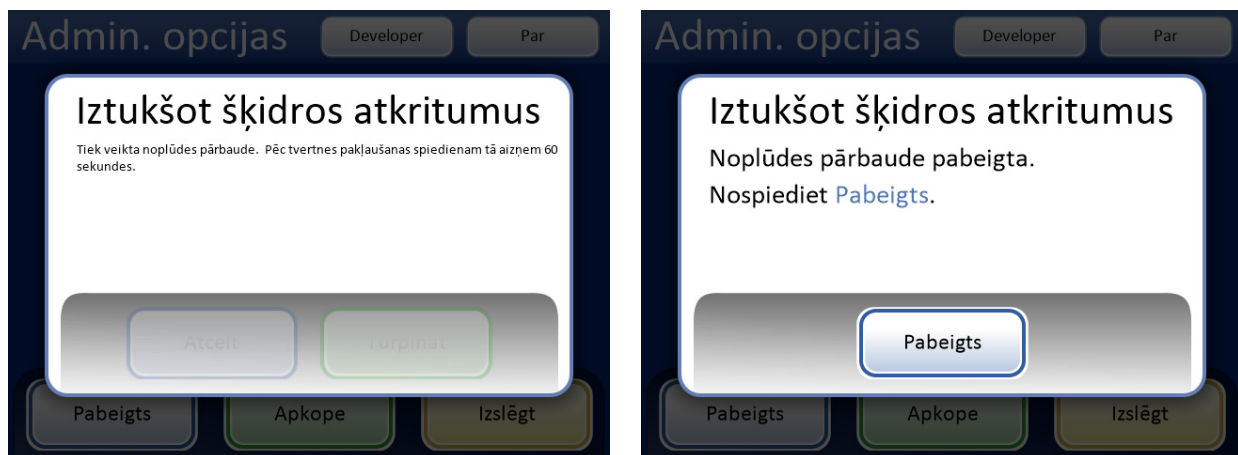 Admin. opcijas
Developer
Par
Iztukšot šķidros atkritumus
Tiek veikta noplūdes pārbaude. Pēc tvertnes pakļaušanas spiedienam tā aizņem 60
sekundes.
Atcelt
Turpināt
Pabeigts
Apkope
Izslēgt
Admin. opcijas
Developer
Par
Iztukšot šķidros atkritumus
Noplūdes pārbaude pabeigta.
Nospiediet Pabeigts.
Pabeigts
Pabeigts
Apkope
Izslēgt